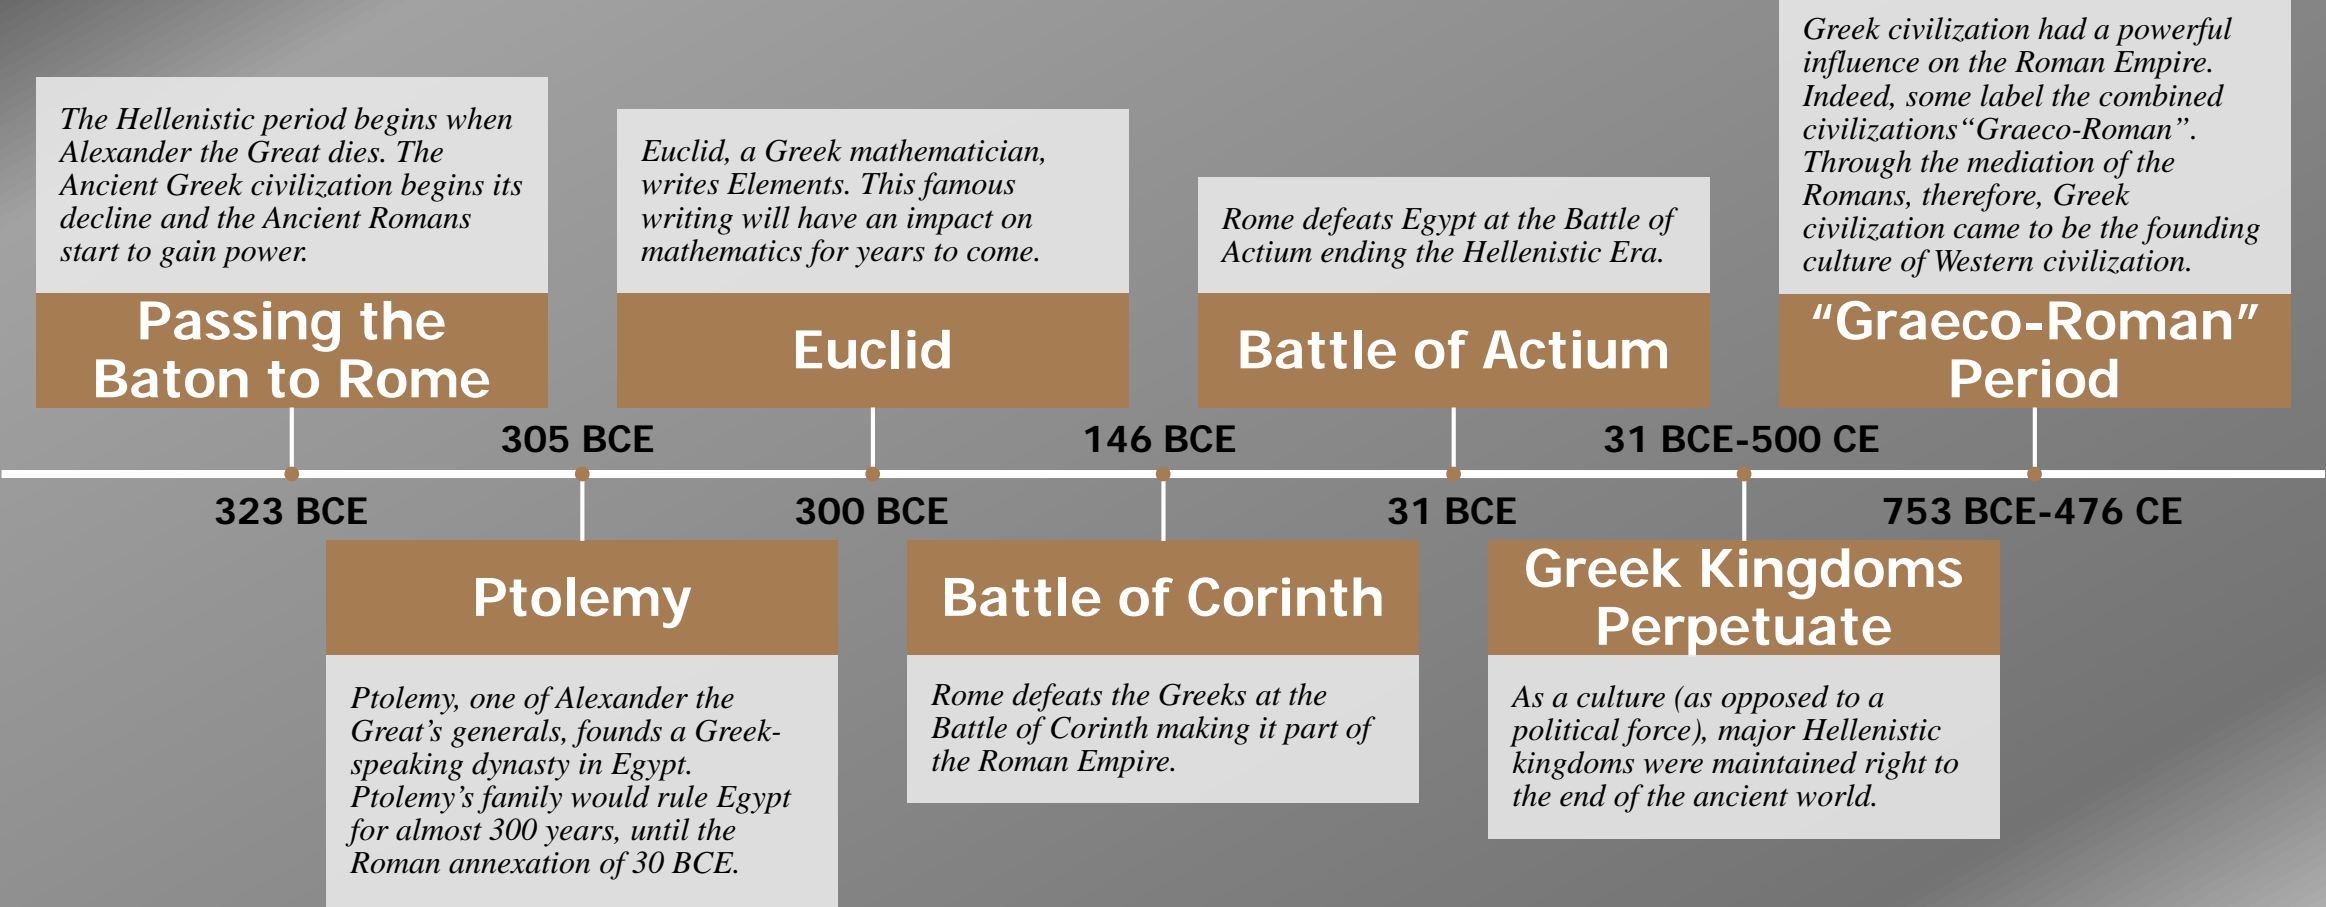 The Hellenistic period begins when
Alexander the Great dies. The
Ancient Greek civilization begins its
decline and the Ancient Romans
start to gain power.
Passing the
Baton to Rome
323 BCE
305 BCE
Ptolemy
Ptolemy, one of Alexander the
Great’s generals, founds a Greek-
speaking dynasty in Egypt.
Ptolemy’s family would rule Egypt
for almost 300 years, until the
Roman annexation of 30 BCE.
Euclid, a Greek mathematician,
writes Elements. This famous
writing will have an impact on
mathematics for years to come.
Euclid
300 BCE
146 BCE
Battle of Corinth
Rome defeats the Greeks at the
Battle of Corinth making it part of
the Roman Empire.
Rome defeats Egypt at the Battle of
Actium ending the Hellenistic Era.
Battle of Actium
31 BCE
31 BCE-500 CE
Greek Kingdoms
Perpetuate
As a culture (as opposed to a
political force), major Hellenistic
kingdoms were maintained right to
the end of the ancient world.
Greek civilization had a powerful
influence on the Roman Empire.
Indeed, some label the combined
civilizations“Graeco-Roman”.
Through the mediation of the
Romans, therefore, Greek
civilization came to be the founding
culture of Western civilization.
“Graeco-Roman”
Period
753 BCE-476 CE